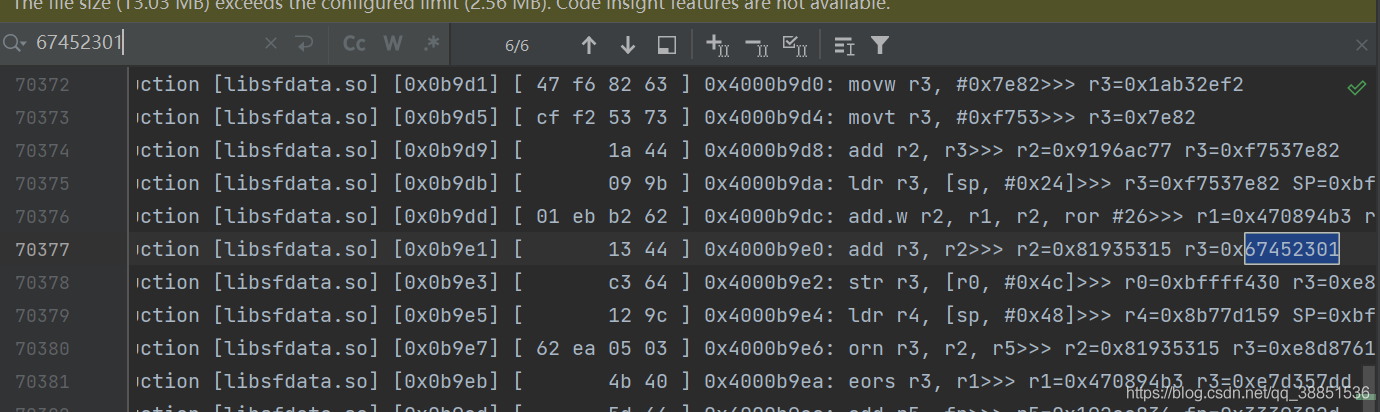 The file size (13.03 MB) exceeds the configured limit (2.56 MB). Code insight features are not available.
67452301 Cc W .* 6/6
70372 uction [libsfdata.so] [0x0b9d1] [ 47 f6 82 63 ] 0x4000b9d0: movw r3, #0x7e82>>> r3=0x1ab32ef2
70373 uction [libsfdata.so] [0x0b9d5] [ cf f2 53 73 ] 0x4000b9d4: movt r3, #0xf753>>> r3=0x7e82
70374 uction [libsfdata.so] [0x0b9d9] [ 1a 44 ] 0x4000b9d8: add r2, r3>>> r2=0x9196ac77 r3=0xf7537e82
70375 uction [libsfdata.so] [0x0b9db] [ 09 9b ] 0x4000b9da: ldr r3, [sp, #0x24]>>> r3=0xf7537e82 SP=0xbf
70376 uction [libsfdata.so] [0x0b9dd] [ 01 eb b2 62 ] 0x4000b9dc: add.w r2, r1, r2, ror #26>>> r1=0x470894b3 r
70377 uction [libsfdata.so] [0x0b9e1] [ 13 44 ] 0x4000b9e0: add r3, r2>>> r2=0x81935315 r3=0x67452301
70378 uction [libsfdata.so] [0x0b9e3] [ c3 64 ] 0x4000b9e2: str r3, [r0, #0x4c]>>> r0=0xbffff430 r3=0xe8
70379 uction [libsfdata.so] [0x0b9e5] [ 12 9c ] 0x4000b9e4: ldr r4, [sp, #0x48]>>> r4=0x8b77d159 SP=0xbf
70380 uction [libsfdata.so] [0x0b9e7] [ 62 ea 05 03 ] 0x4000b9e6: orn r3, r2, r5>>> r2=0x81935315 r3=0xe8d8761
70381 uction [libsfdata.so] [0x0b9eb] [ 4b 40 ] 0x4000b9ea: eors r3, r1>>> r1=0x470894b3 r3=0xe7d357dd
https://blog.csdn.net/qq_38851536